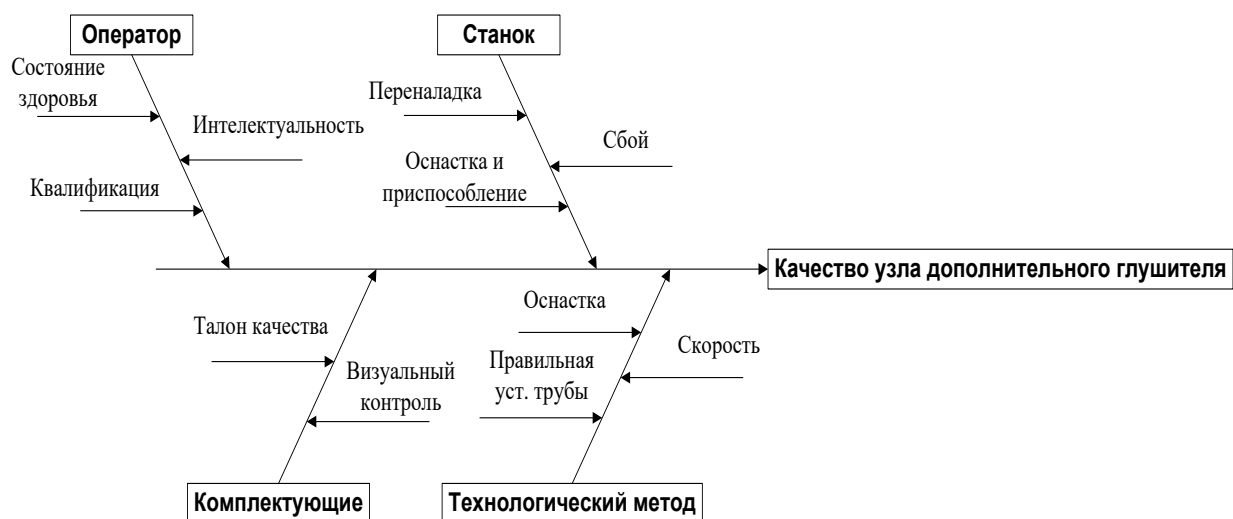 Оператор
Станок
Состояние
здоровья
Переналадка
Интелектуальность
Сбой
Оснастка и
приспособление
Квалификация
Качество узла дополнительного глушителя
Оснастка
Талон качества
Скорость
Правильная
уст. трубы
Визуальный
контроль
Комплектующие
Технологический метод